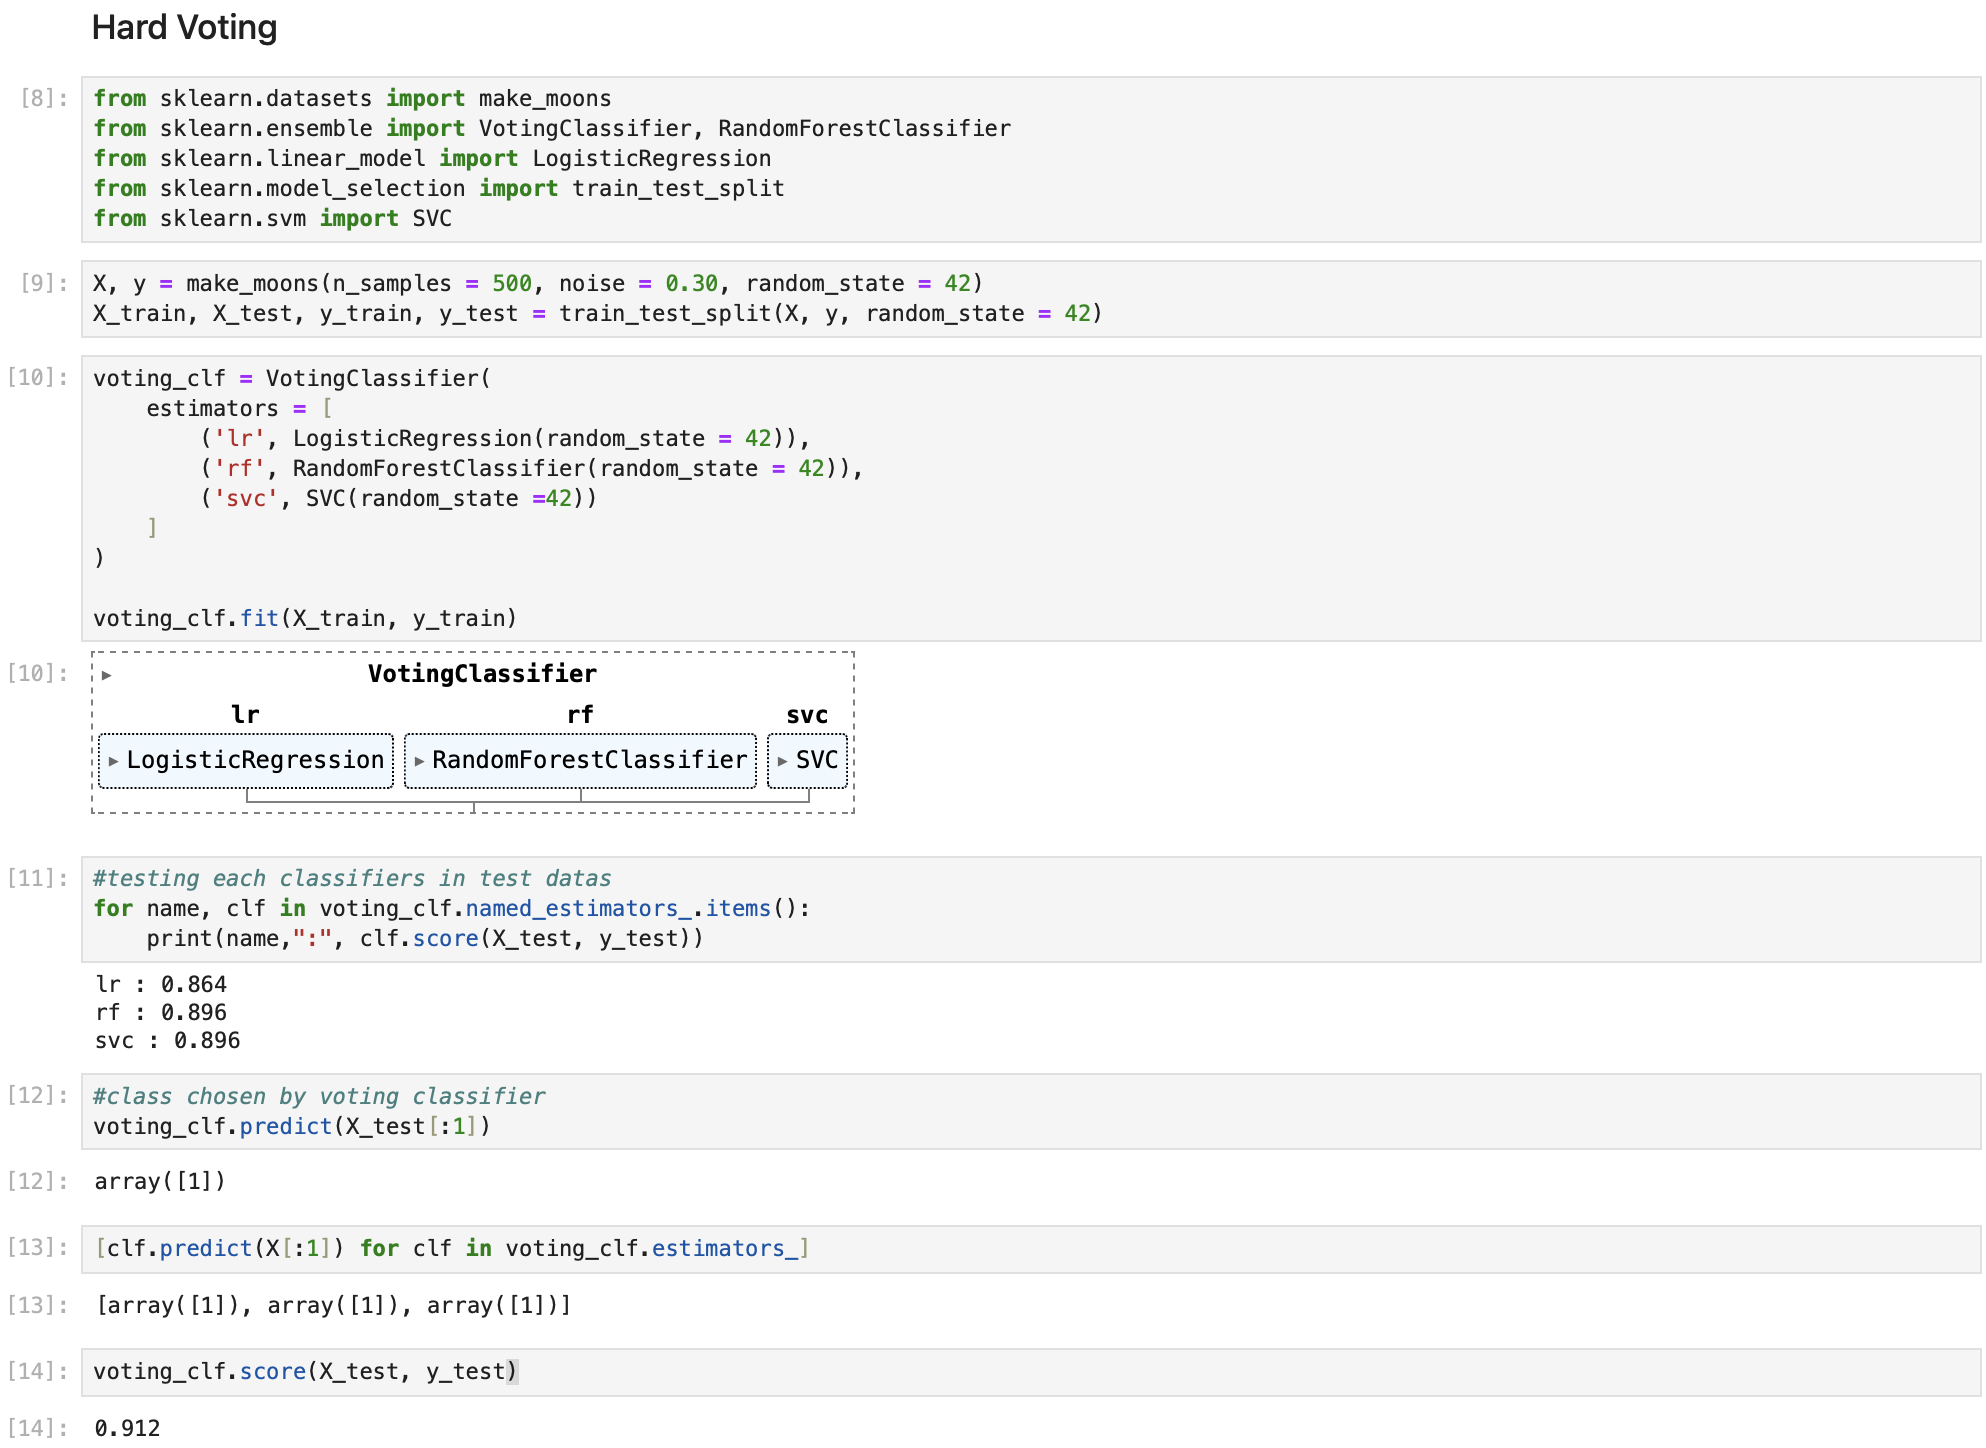 Hard Voting
[8]:
from sklearn.datasets import make_moons
from sklearn.ensemble import VotingClassifier, RandomForestClassifier
from sklearn.linear_model import LogisticRegression
from sklearn.model_selection import train_test_split
from sklearn.svm import SVC
[9]:
X, y = make_moons(n_samples = 500, noise = 0.30, random_state = 42)
X_train, X_test, y_train, y_test = train_test_split(X, y, random_state = 42)
[10]:
voting_clf = VotingClassifier(
    estimators = [
        ('lr', LogisticRegression(random_state = 42)),
        ('rf', RandomForestClassifier(random_state = 42)),
        ('svc', SVC(random_state =42))
    ]
)
voting_clf.fit(X_train, y_train)
[10]:
VotingClassifier
lr rf svc
LogisticRegression RandomForestClassifier SVC
[11]:
#testing each classifiers in test datas
for name, clf in voting_clf.named_estimators_.items():
    print(name,":", clf.score(X_test, y_test))
lr : 0.864
rf : 0.896
svc : 0.896
[12]:
#class chosen by voting classifier
voting_clf.predict(X_test[:1])
[12]: array([1])
[13]: [clf.predict(X[:1]) for clf in voting_clf.estimators_]
[13]: [array([1]), array([1]), array([1])]
[14]: voting_clf.score(X_test, y_test)
[14]: 0.912